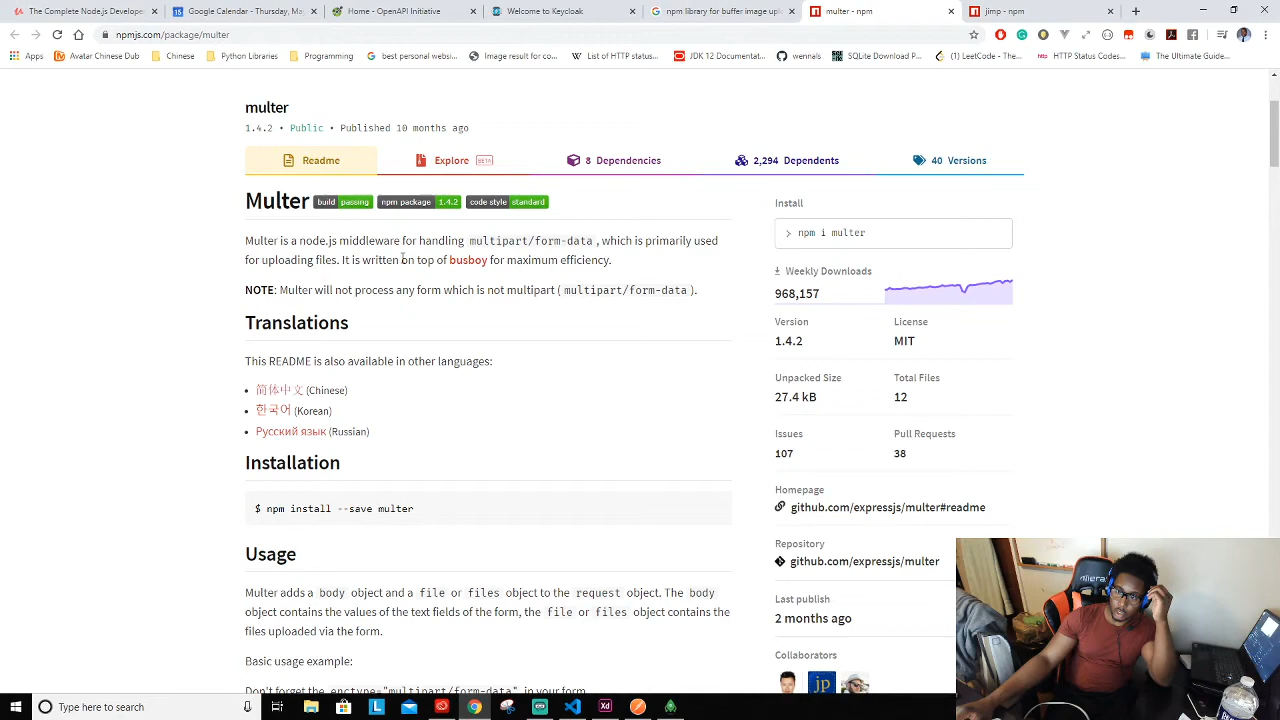 The Complete Node.js Developer
Google Calendar - Thursday, Ma
Home - OpenAPI Initiative
Welcome to Keycloak
npm library for buffer image uplo
multer - npm
jimp - npm
npmjs.com/package/multer
Apps
Avatar Chinese Dub
Chinese
Python Libraries
Programming
best personal websi...
Image result for co...
List of HTTP status...
JDK 12 Documentat...
wennals
SQLite Download P...
(1) LeetCode - The...
HTTP Status Codes...
The Ultimate Guide...
multer
1.4.2 • Public • Published 10 months ago
Readme
Explore BETA
8 Dependencies
2,294 Dependents
40 Versions
Multer build passing npm package 1.4.2 code style standard
Multer is a node.js middleware for handling multipart/form-data , which is primarily used
for uploading files. It is written on top of busboy for maximum efficiency.
NOTE: Multer will not process any form which is not multipart ( multipart/form-data ).
Translations
This README is also available in other languages:
• 简体中文 (Chinese)
• 한국어 (Korean)
• Русский язык (Russian)
Installation
$ npm install --save multer
Usage
Multer adds a body object and a file or files object to the request object. The body
object contains the values of the text fields of the form, the file or files object contains the
files uploaded via the form.
Basic usage example:
Don't forget the enctype="multipart/form-data" in your form.
Install
> npm i multer
Weekly Downloads
968,157
Version
License
1.4.2
MIT
Unpacked Size
Total Files
27.4 kB
12
Issues
Pull Requests
107
38
Homepage
github.com/expressjs/multer#readme
Repository
github.com/expressjs/multer
Last publish
2 months ago
Collaborators
jp
Type here to search